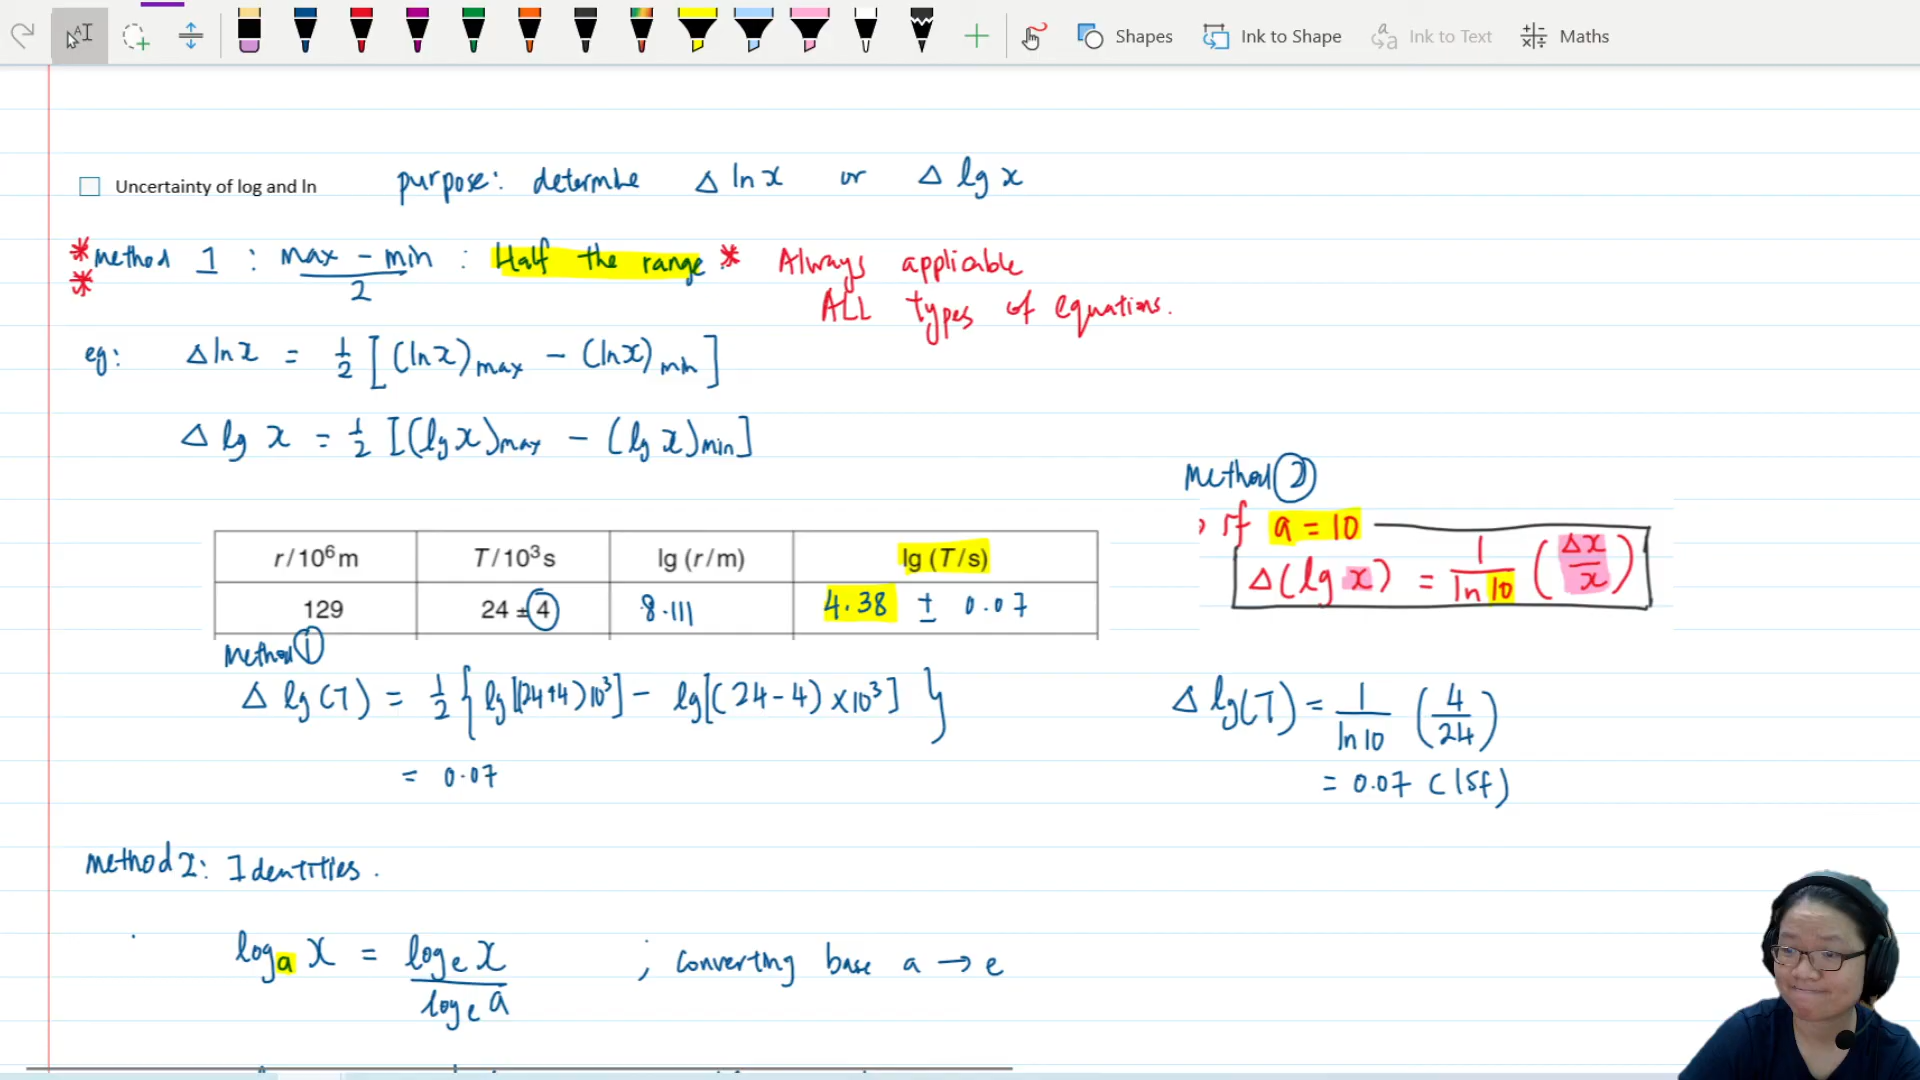 Shapes Ink to Shape Ink to Text Maths
Uncertainty of log and ln purpose: determine Δ ln x or Δ lg x
** method 1 : (max - min)/2 : Half the range * Always applicable
ALL types of equations.
eg: Δ ln x = 1/2 [(ln x)max - (ln x)min]
Δ lg x = 1/2 [(lg x)max - (lg x)min]
Method ②
if a = 10
Δ(lg x) = 1/ln 10 (Δx/x)
r/10⁶m T/10³s lg (r/m) lg (T/s)
129 24 ± 4 8.111 4.38 ± 0.07
Method ①
Δ lg(T) = 1/2 {lg[(24+4)10³] - lg[(24-4)×10³]}
= 0.07
Δ lg(T) = 1/ln 10 (4/24)
= 0.07 (1sf)
method 2: Identities.
logₐ x = logₑ x / logₑ a ; converting base a → e